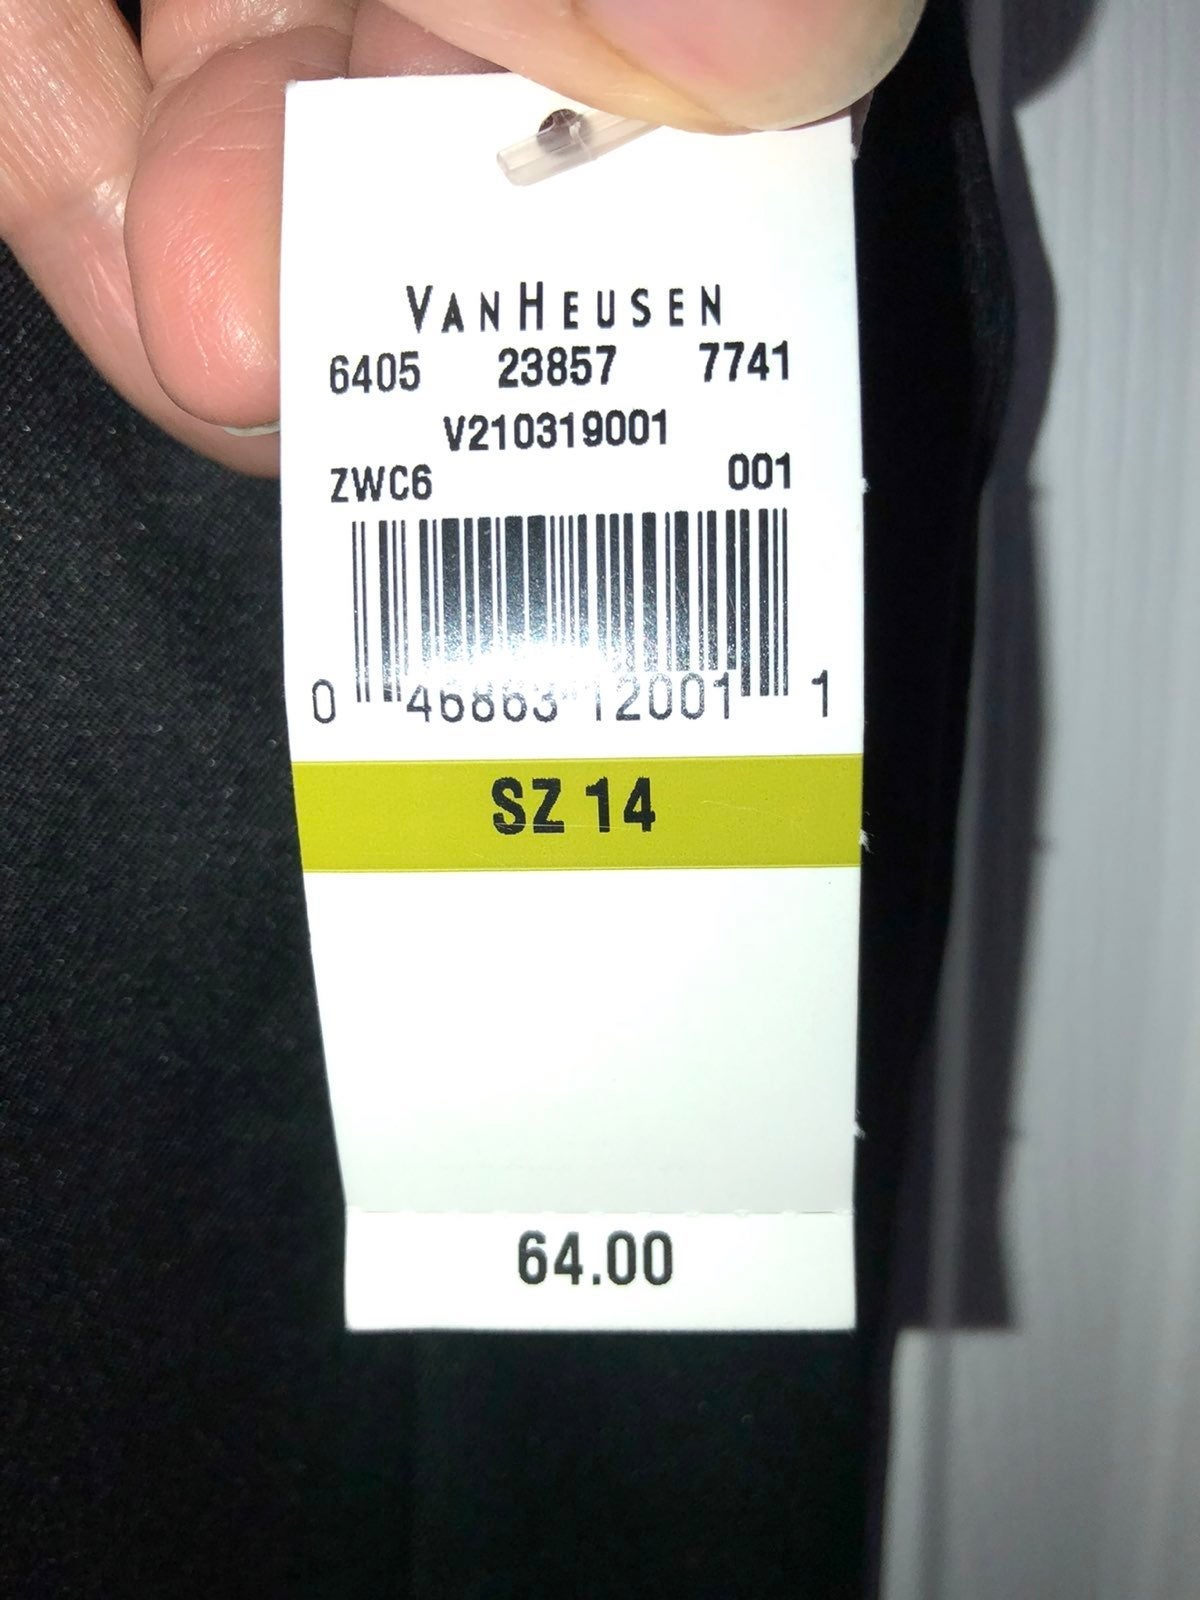 VANHEUSEN
6405 23857 7741
V210319001
ZWC6 001
0 46863 12001 1
SZ 14
64.00